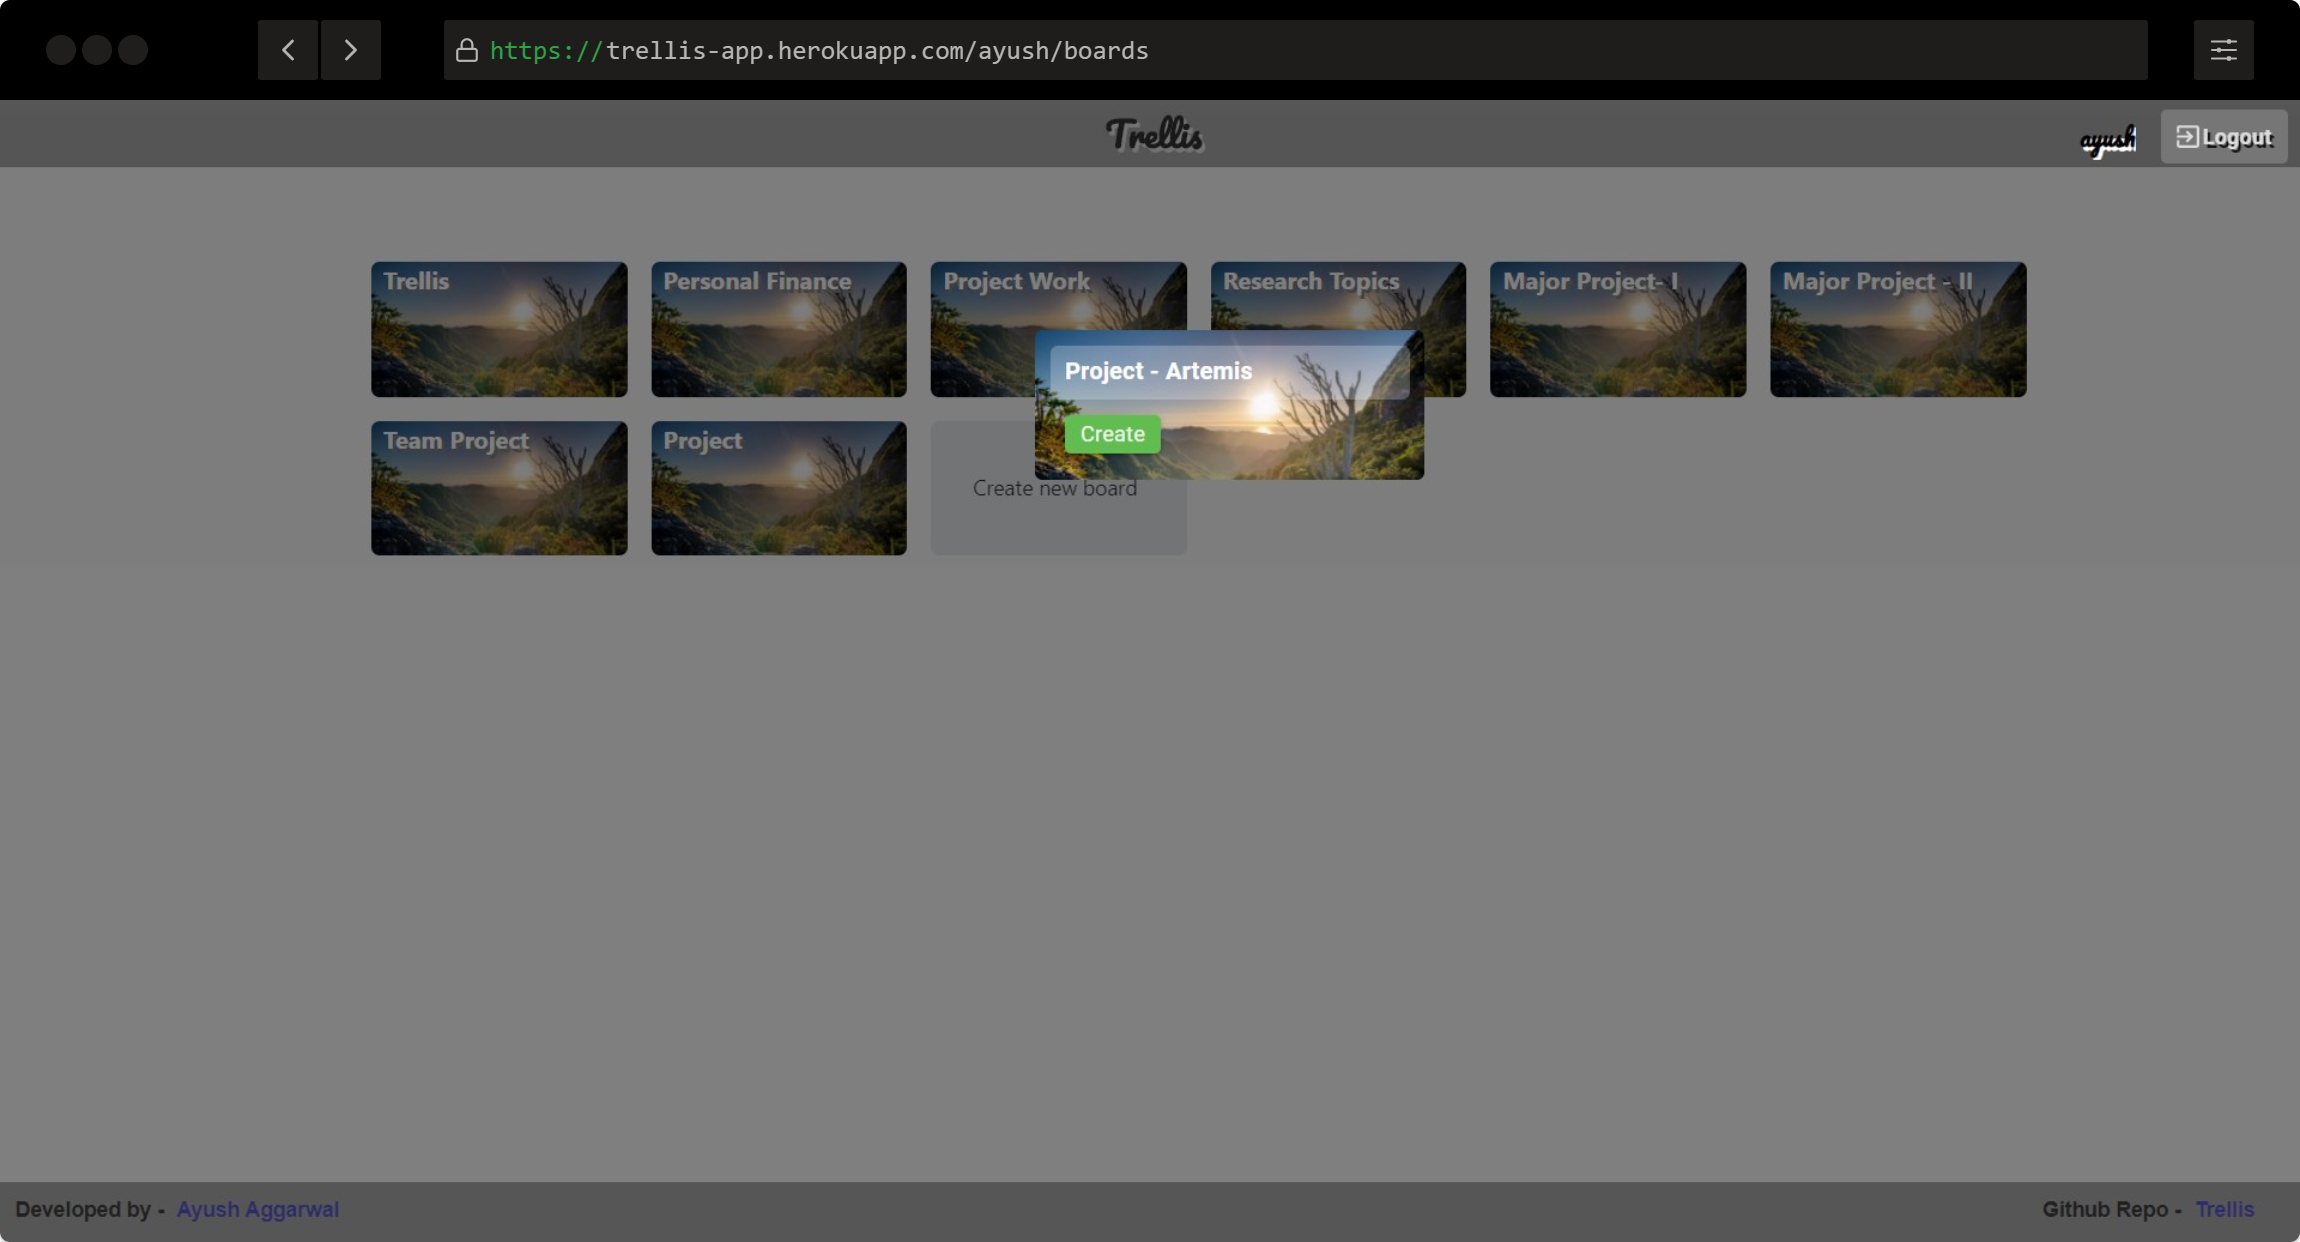 https://trellis-app.herokuapp.com/ayush/boards
Trellis
ayush
Logout
Trellis
Personal Finance
Project Work
Research Topics
Major Project- I
Major Project - II
Project - Artemis
Create
Team Project
Project
Create new board
Developed by - Ayush Aggarwal
Github Repo - Trellis